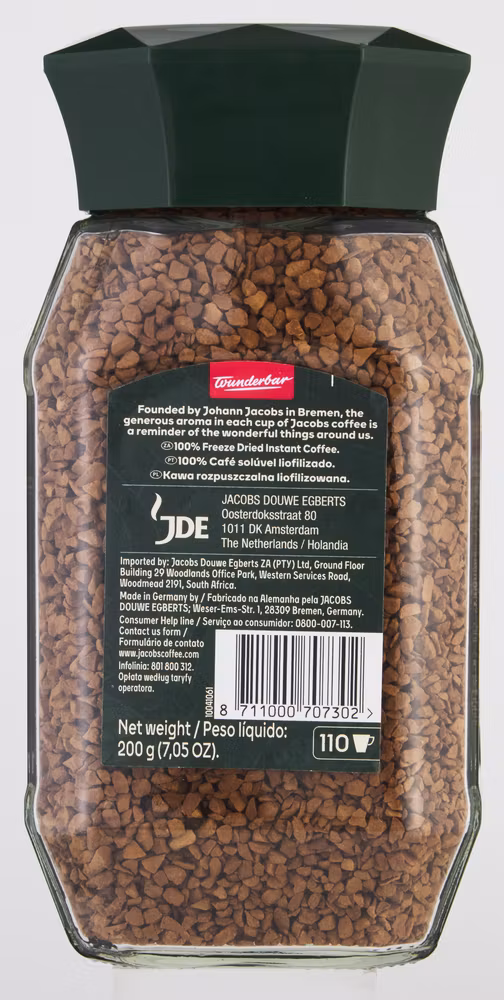 Wunderbar
Founded by Johann Jacobs in Bremen, the
generous aroma in each cup of Jacobs coffee is
a reminder of the wonderful things around us.
ZA 100% Freeze Dried Instant Coffee.
PT 100% Café solúvel liofilizado.
PL Kawa rozpuszczalna liofilizowana.
JDE
JACOBS DOUWE EGBERTS
Oosterdoksstraat 80
1011 DK Amsterdam
The Netherlands / Holandia
Imported by: Jacobs Douwe Egberts ZA (PTY) Ltd, Ground Floor
Building 29 Woodlands Office Park, Western Services Road,
Woodmead 2191, South Africa.
Made in Germany by / Fabricado na Alemanha pela JACOBS
DOUWE EGBERTS; Weser-Ems-Str. 1, 28309 Bremen, Germany.
Consumer Help line / Serviço ao consumidor: 0800-007-113.
Contact us form /
Formulário de contato
www.jacobscoffee.com
Infolinia: 801 800 312.
Opłata według taryfy
operatora.
10041061
8 711000 707302 >
Net weight / Peso líquido:
200 g (7,05 OZ).
110